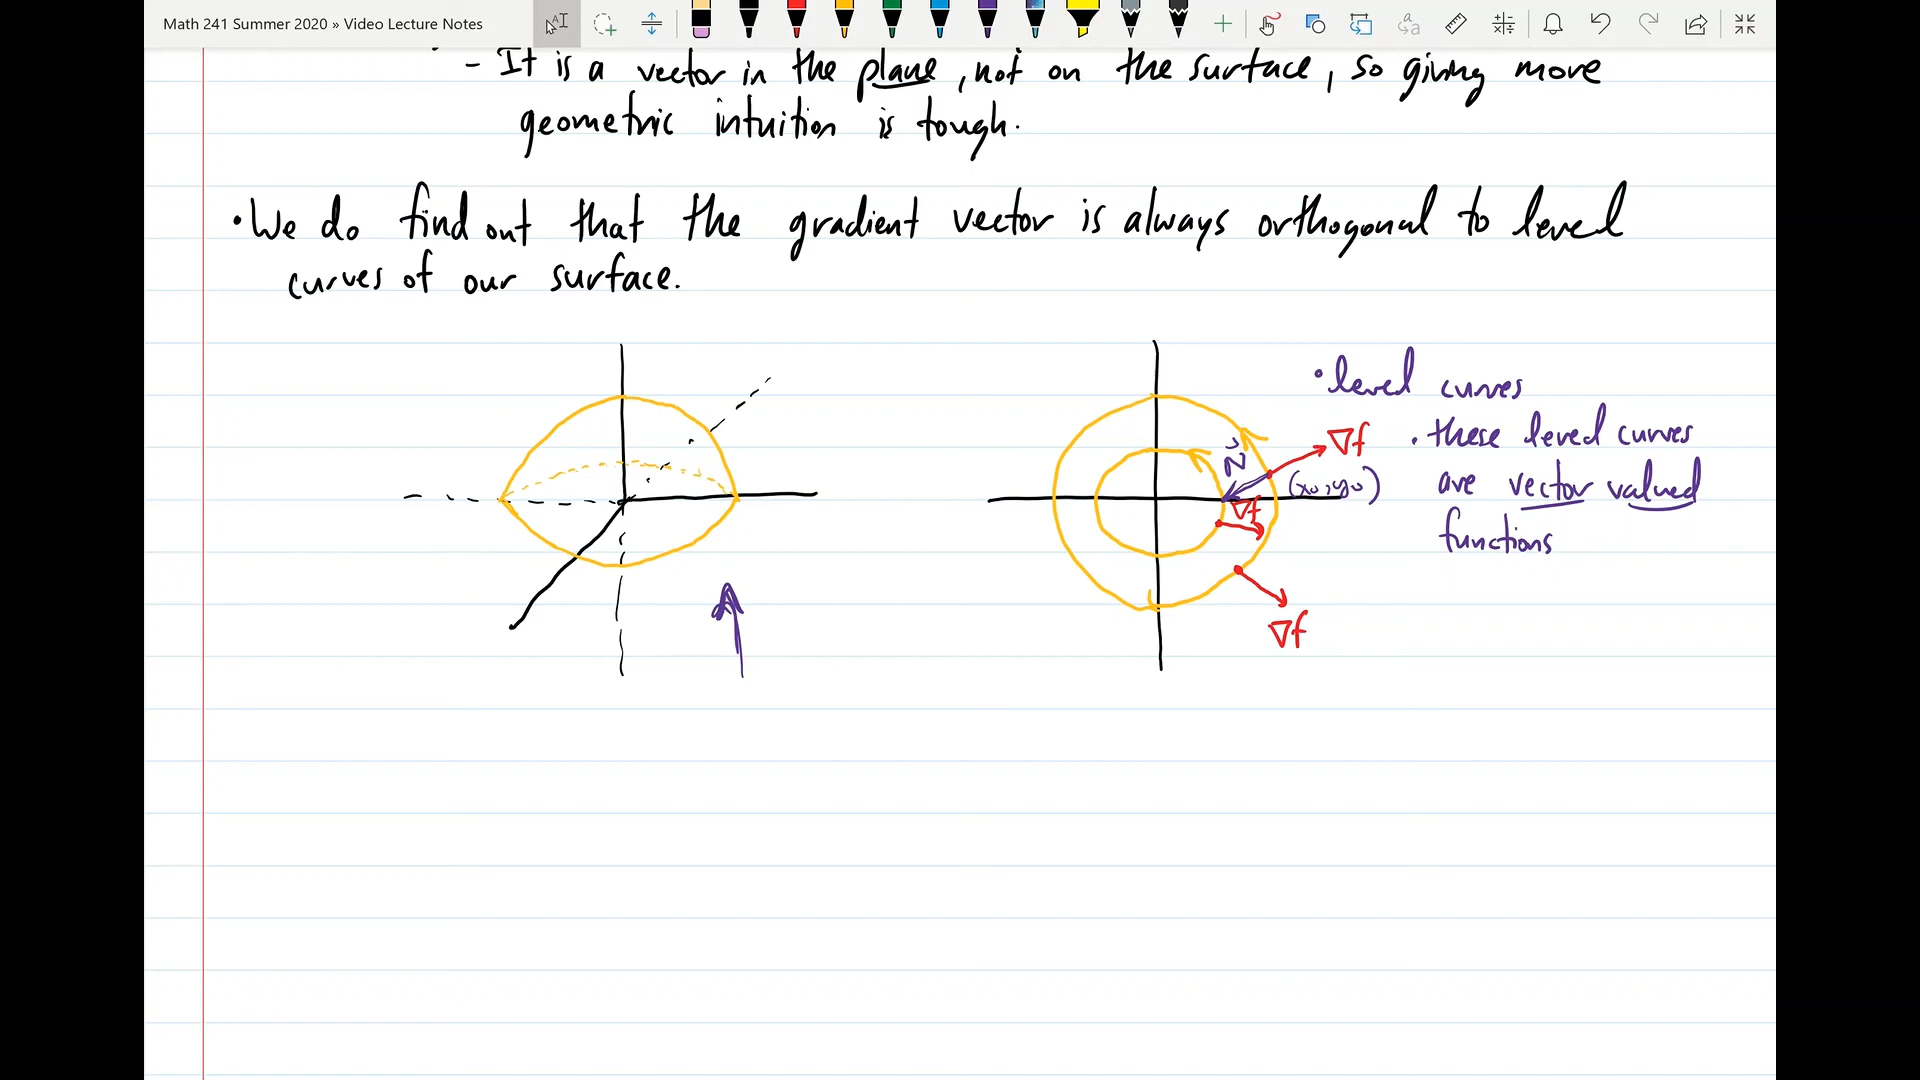 Math 241 Summer 2020 » Video Lecture Notes
- It is a vector in the plane, not on the surface, so giving more
geometric intuition is tough.
• We do find out that the gradient vector is always orthogonal to level
curves of our surface.
• level curves
• these level curves
are vector valued
functions
∇f
N⃗
(x₀, y₀)
∇f
∇f